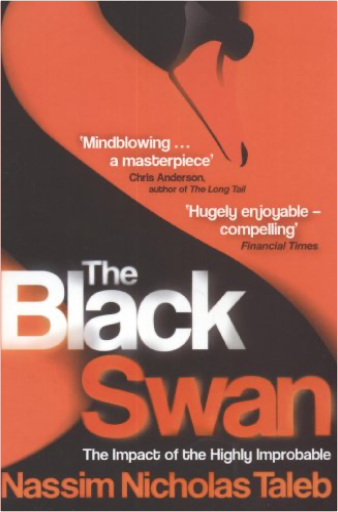 'Mindblowing ...
a masterpiece'
Chris Anderson,
author of The Long Tail
'Hugely enjoyable –
compelling'
Financial Times
The
Black
Swan
The Impact of the Highly Improbable
Nassim Nicholas Taleb